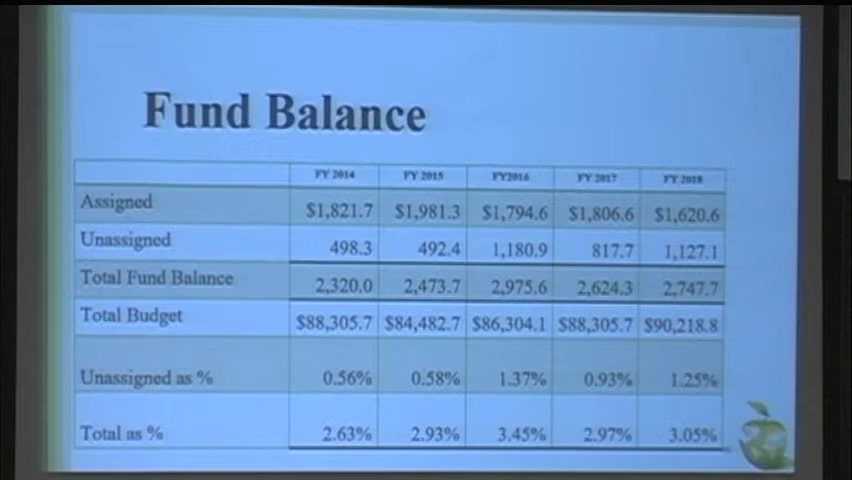 Fund Balance
FY 2014 FY 2015 FY2016 FY 2017 FY 2018
Assigned $1,821.7 $1,981.3 $1,794.6 $1,806.6 $1,620.6
Unassigned 498.3 492.4 1,180.9 817.7 1,127.1
Total Fund Balance 2,320.0 2,473.7 2,975.6 2,624.3 2,747.7
Total Budget $88,305.7 $84,482.7 $86,304.1 $88,305.7 $90,218.8
Unassigned as % 0.56% 0.58% 1.37% 0.93% 1.25%
Total as % 2.63% 2.93% 3.45% 2.97% 3.05%